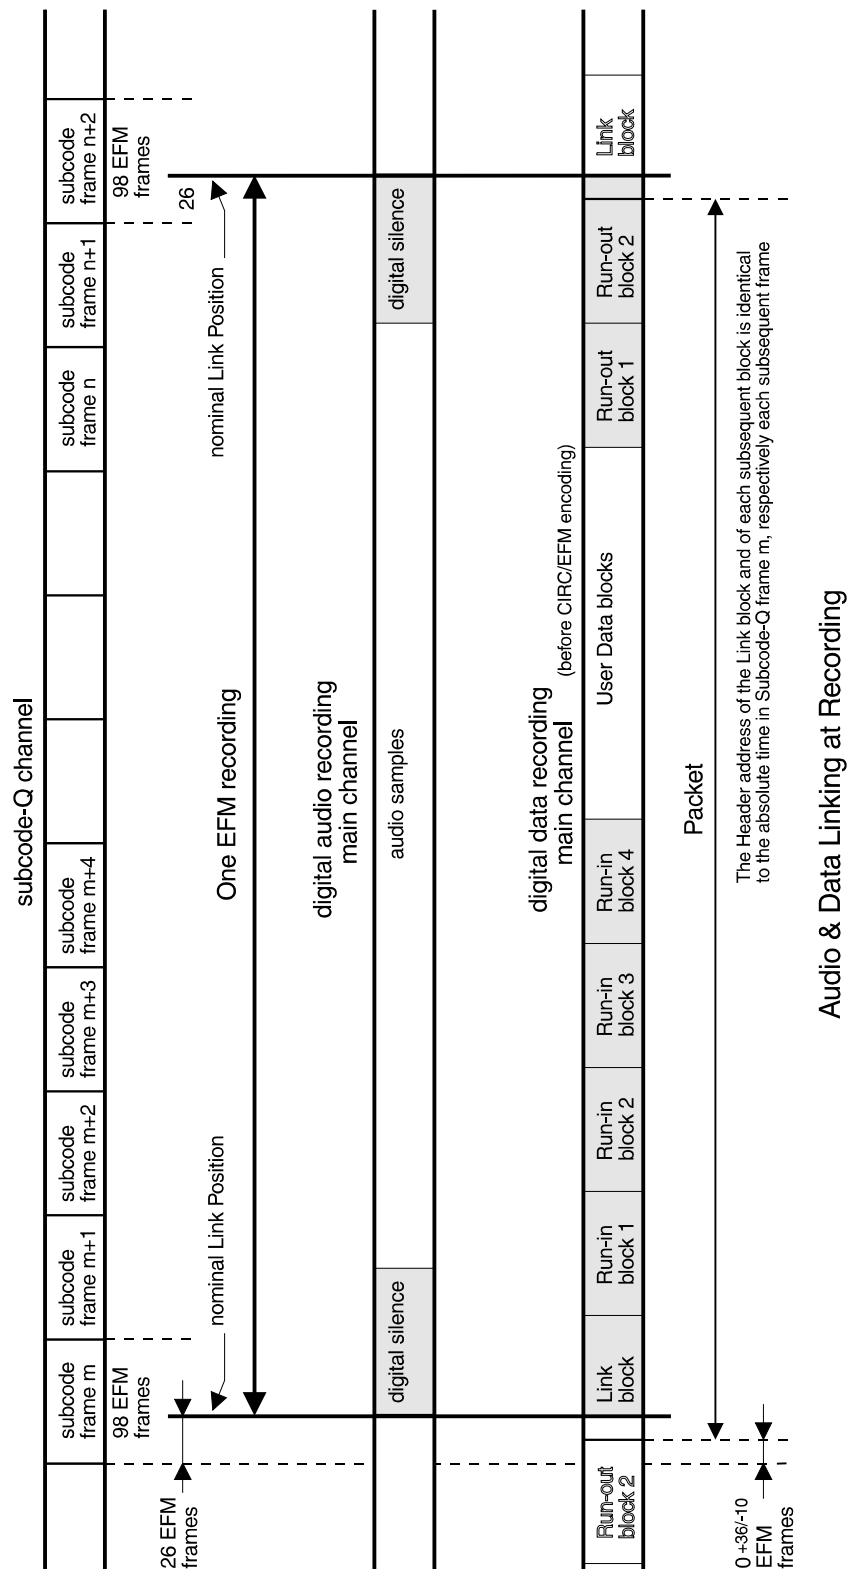 subcode-Q channel
subcode
frame m
subcode
frame m+1
subcode
frame m+2
subcode
frame m+3
subcode
frame m+4
subcode
frame n
subcode
frame n+1
subcode
frame n+2
26 EFM
frames
98 EFM
frames
98 EFM
frames
26
nominal Link Position
nominal Link Position
One EFM recording
digital audio recording
main channel
digital silence
audio samples
digital silence
digital data recording
main channel
(before CIRC/EFM encoding)
Run-out
block 2
Link
block
Run-in
block 1
Run-in
block 2
Run-in
block 3
Run-in
block 4
User Data blocks
Run-out
block 1
Run-out
block 2
Link
block
Packet
0 +36/-10
EFM
frames
The Header address of the Link block and of each subsequent block is identical
to the absolute time in Subcode-Q frame m, respectively each subsequent frame
Audio & Data Linking at Recording